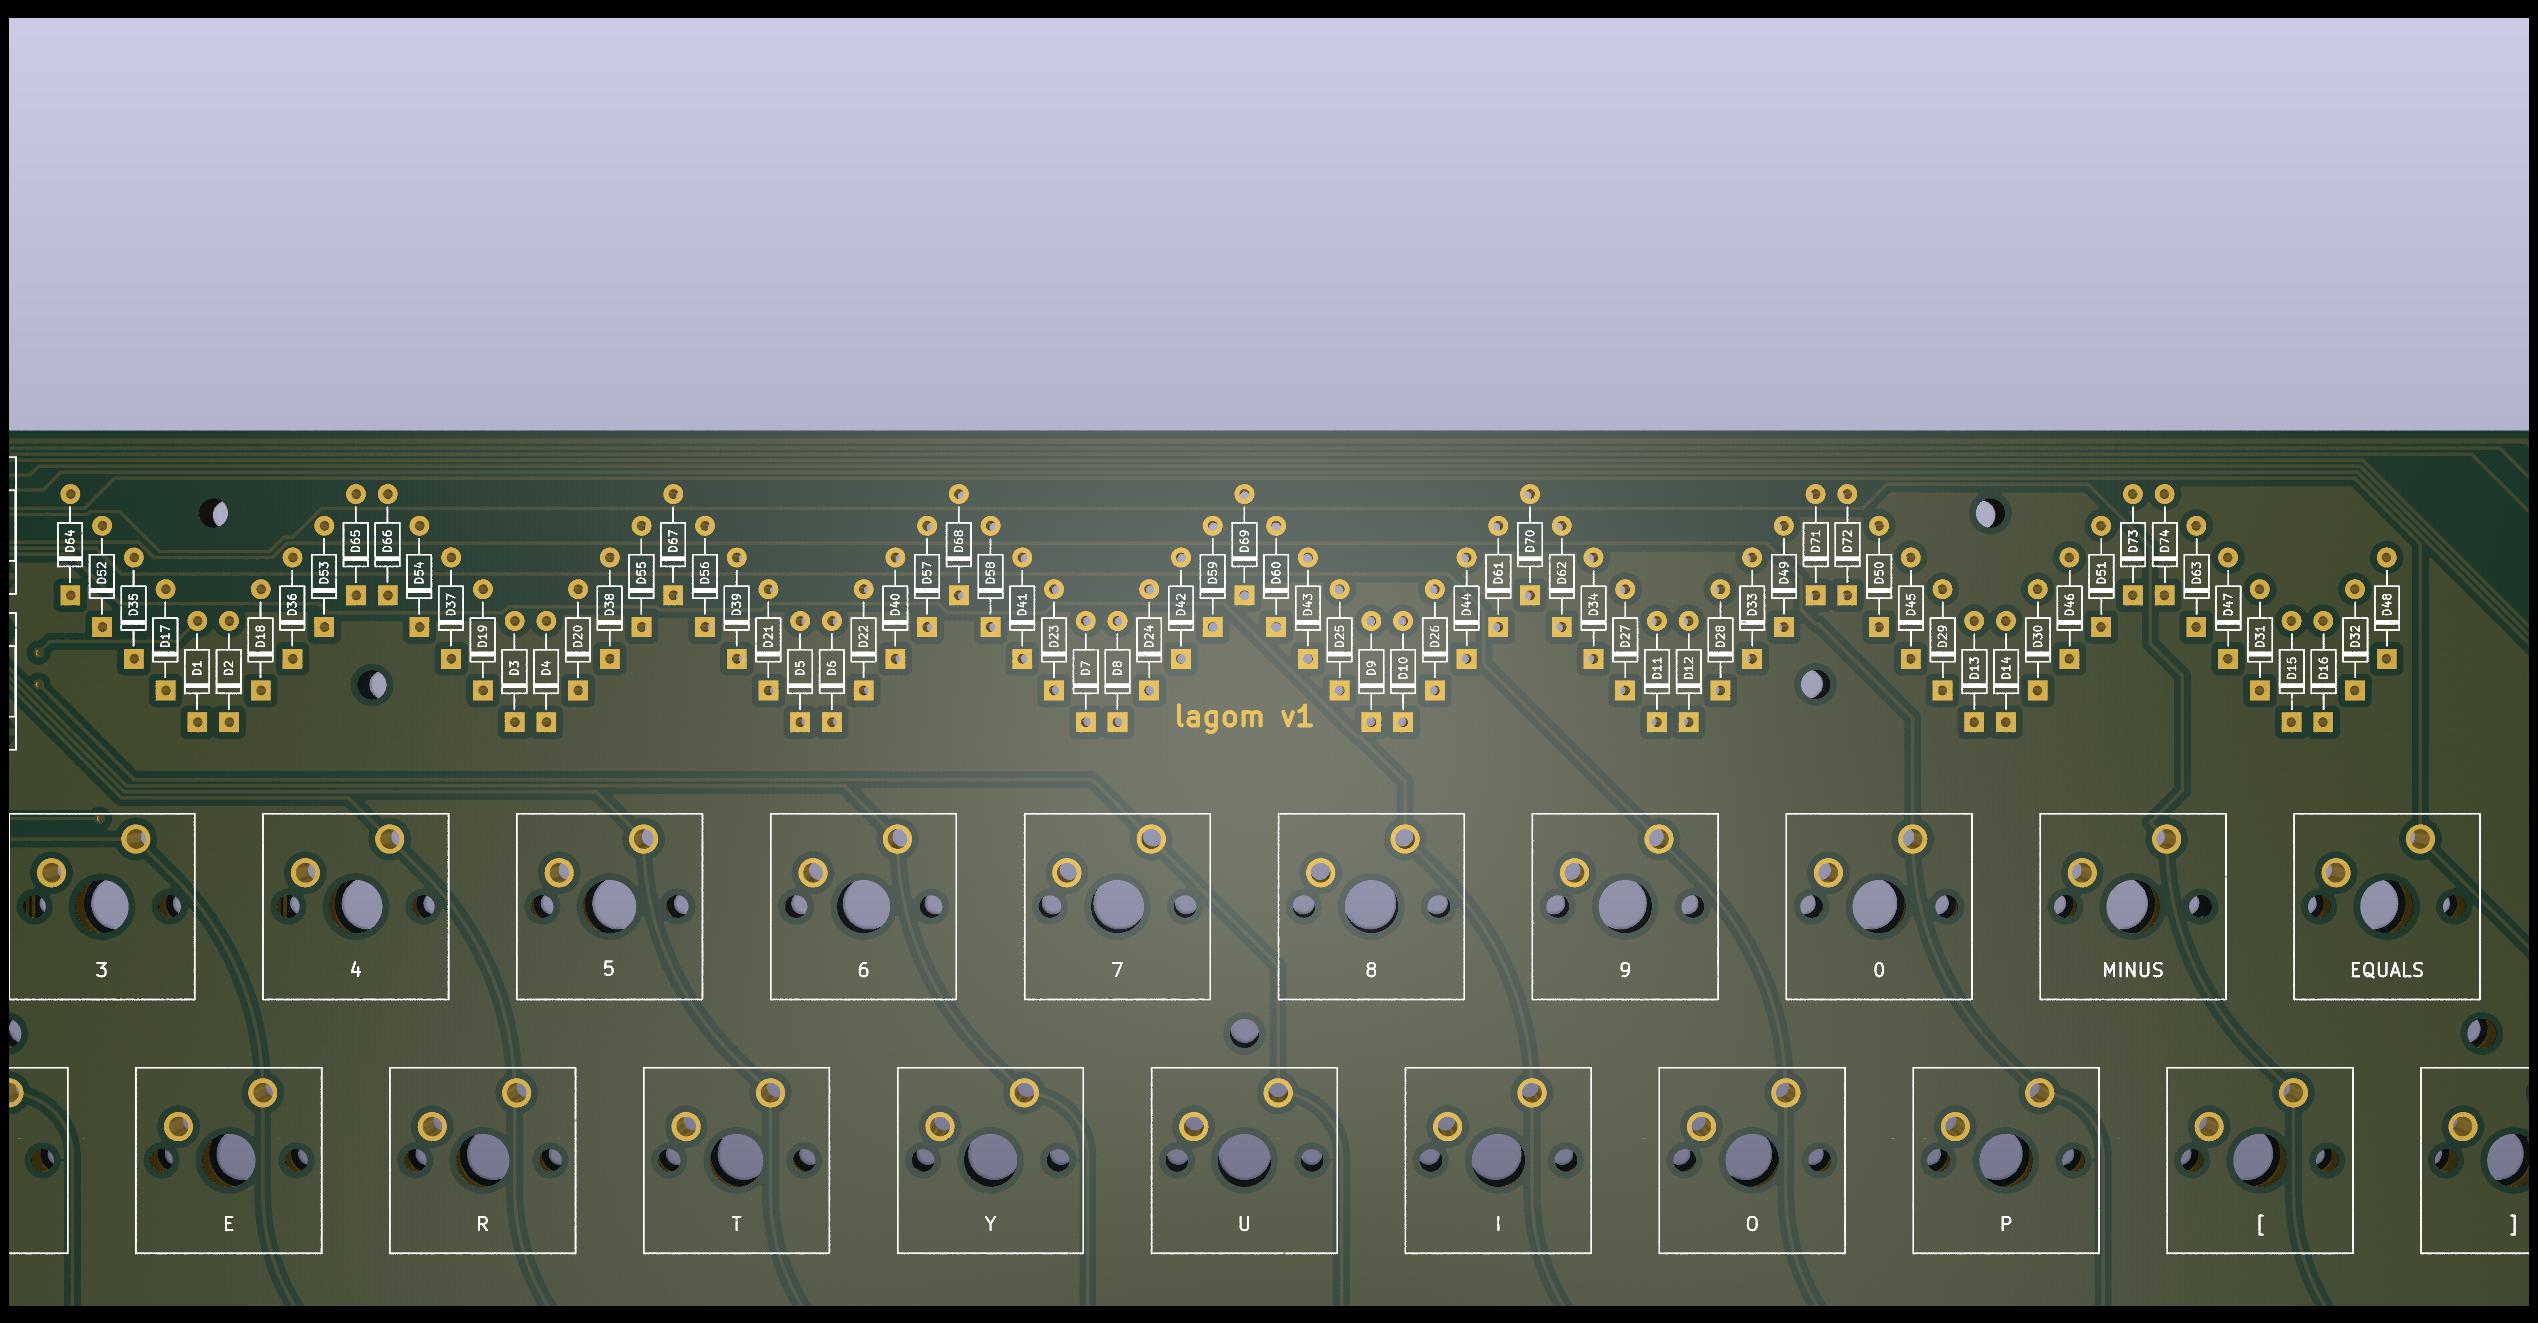 D64 D52 D35 D17 D1 D2 D18 D36 D53 D65 D66 D54 D37 D19 D3 D4 D20 D38 D55 D67 D56 D39 D21 D5 D6 D22 D40 D57 D68 D58 D41 D23 D7 D8 D24 D42 D59 D69 D60 D43 D25 D9 D10 D26 D44 D61 D70 D62 D34 D27 D11 D12 D28 D33 D49 D71 D72 D50 D45 D29 D13 D14 D30 D46 D51 D73 D74 D63 D47 D31 D15 D16 D32 D48
lagom v1
3 4 5 6 7 8 9 0 MINUS EQUALS
E R T Y U I O P [ ]